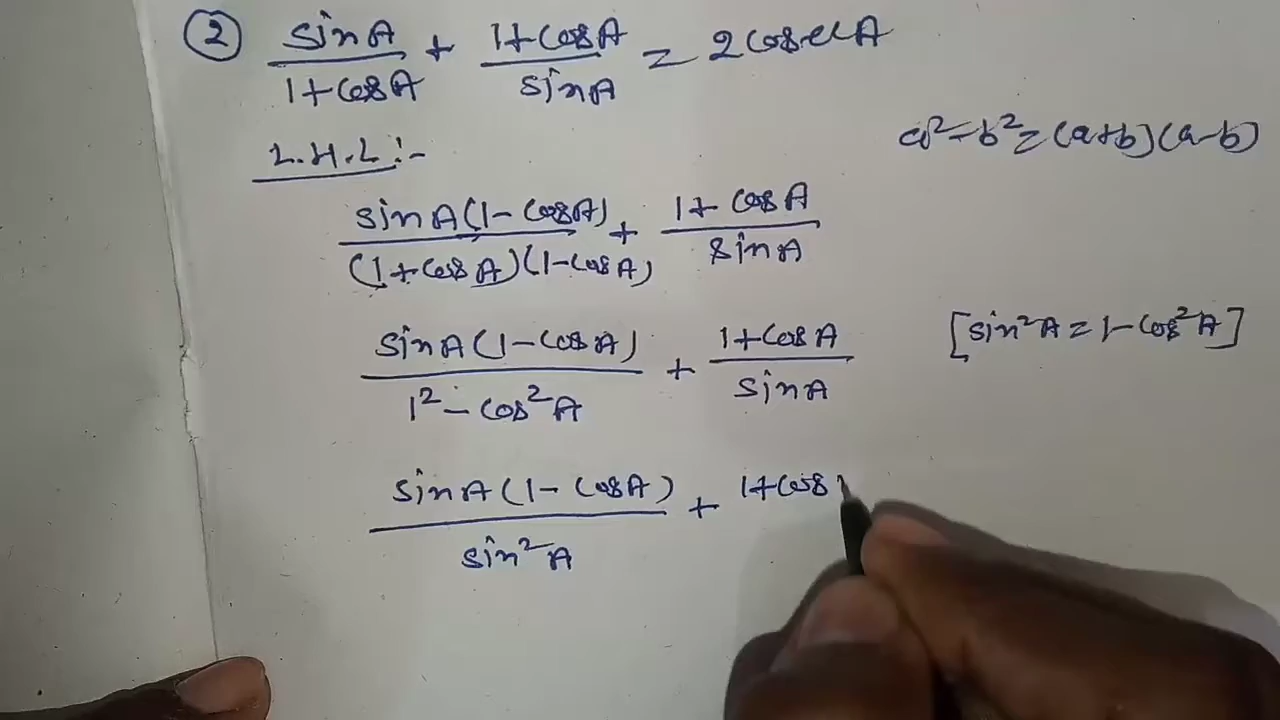 ② sinA/1+cosA + 1+cosA/sinA = 2cosecA
a²-b²=(a+b)(a-b)
L.H.L:-
sinA(1-cosA)/(1+cosA)(1-cosA) + 1+cosA/sinA
sinA(1-cosA)/1²-cos²A + 1+cosA/sinA
[sin²A=1-cos²A]
sinA(1-cosA)/sin²A + 1+cos